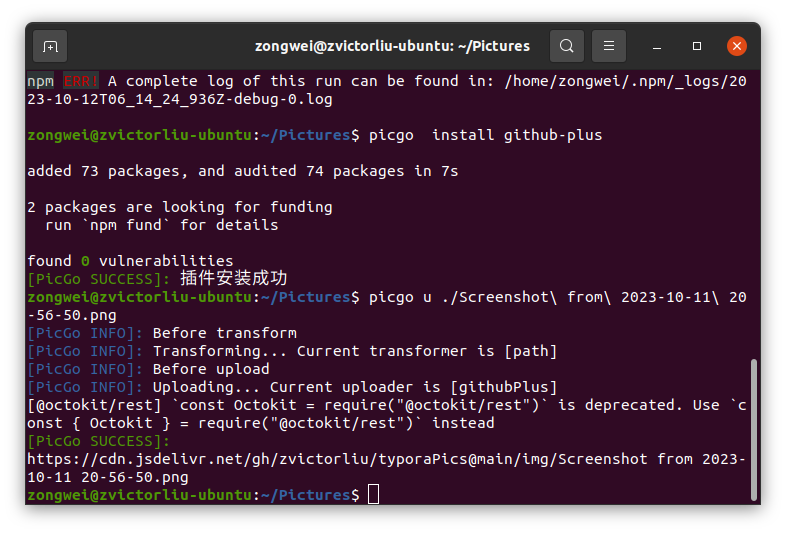 zongwei@zvictorliu-ubuntu: ~/Pictures
npm ERR! A complete log of this run can be found in: /home/zongwei/.npm/_logs/20
23-10-12T06_14_24_936Z-debug-0.log
zongwei@zvictorliu-ubuntu:~/Pictures$ picgo  install github-plus
added 73 packages, and audited 74 packages in 7s
2 packages are looking for funding
  run `npm fund` for details
found 0 vulnerabilities
[PicGo SUCCESS]: 插件安装成功
zongwei@zvictorliu-ubuntu:~/Pictures$ picgo u ./Screenshot\ from\ 2023-10-11\ 20
-56-50.png
[PicGo INFO]: Before transform
[PicGo INFO]: Transforming... Current transformer is [path]
[PicGo INFO]: Before upload
[PicGo INFO]: Uploading... Current uploader is [githubPlus]
[@octokit/rest] `const Octokit = require("@octokit/rest")` is deprecated. Use `c
onst { Octokit } = require("@octokit/rest")` instead
[PicGo SUCCESS]:
https://cdn.jsdelivr.net/gh/zvictorliu/typoraPics@main/img/Screenshot from 2023-
10-11 20-56-50.png
zongwei@zvictorliu-ubuntu:~/Pictures$